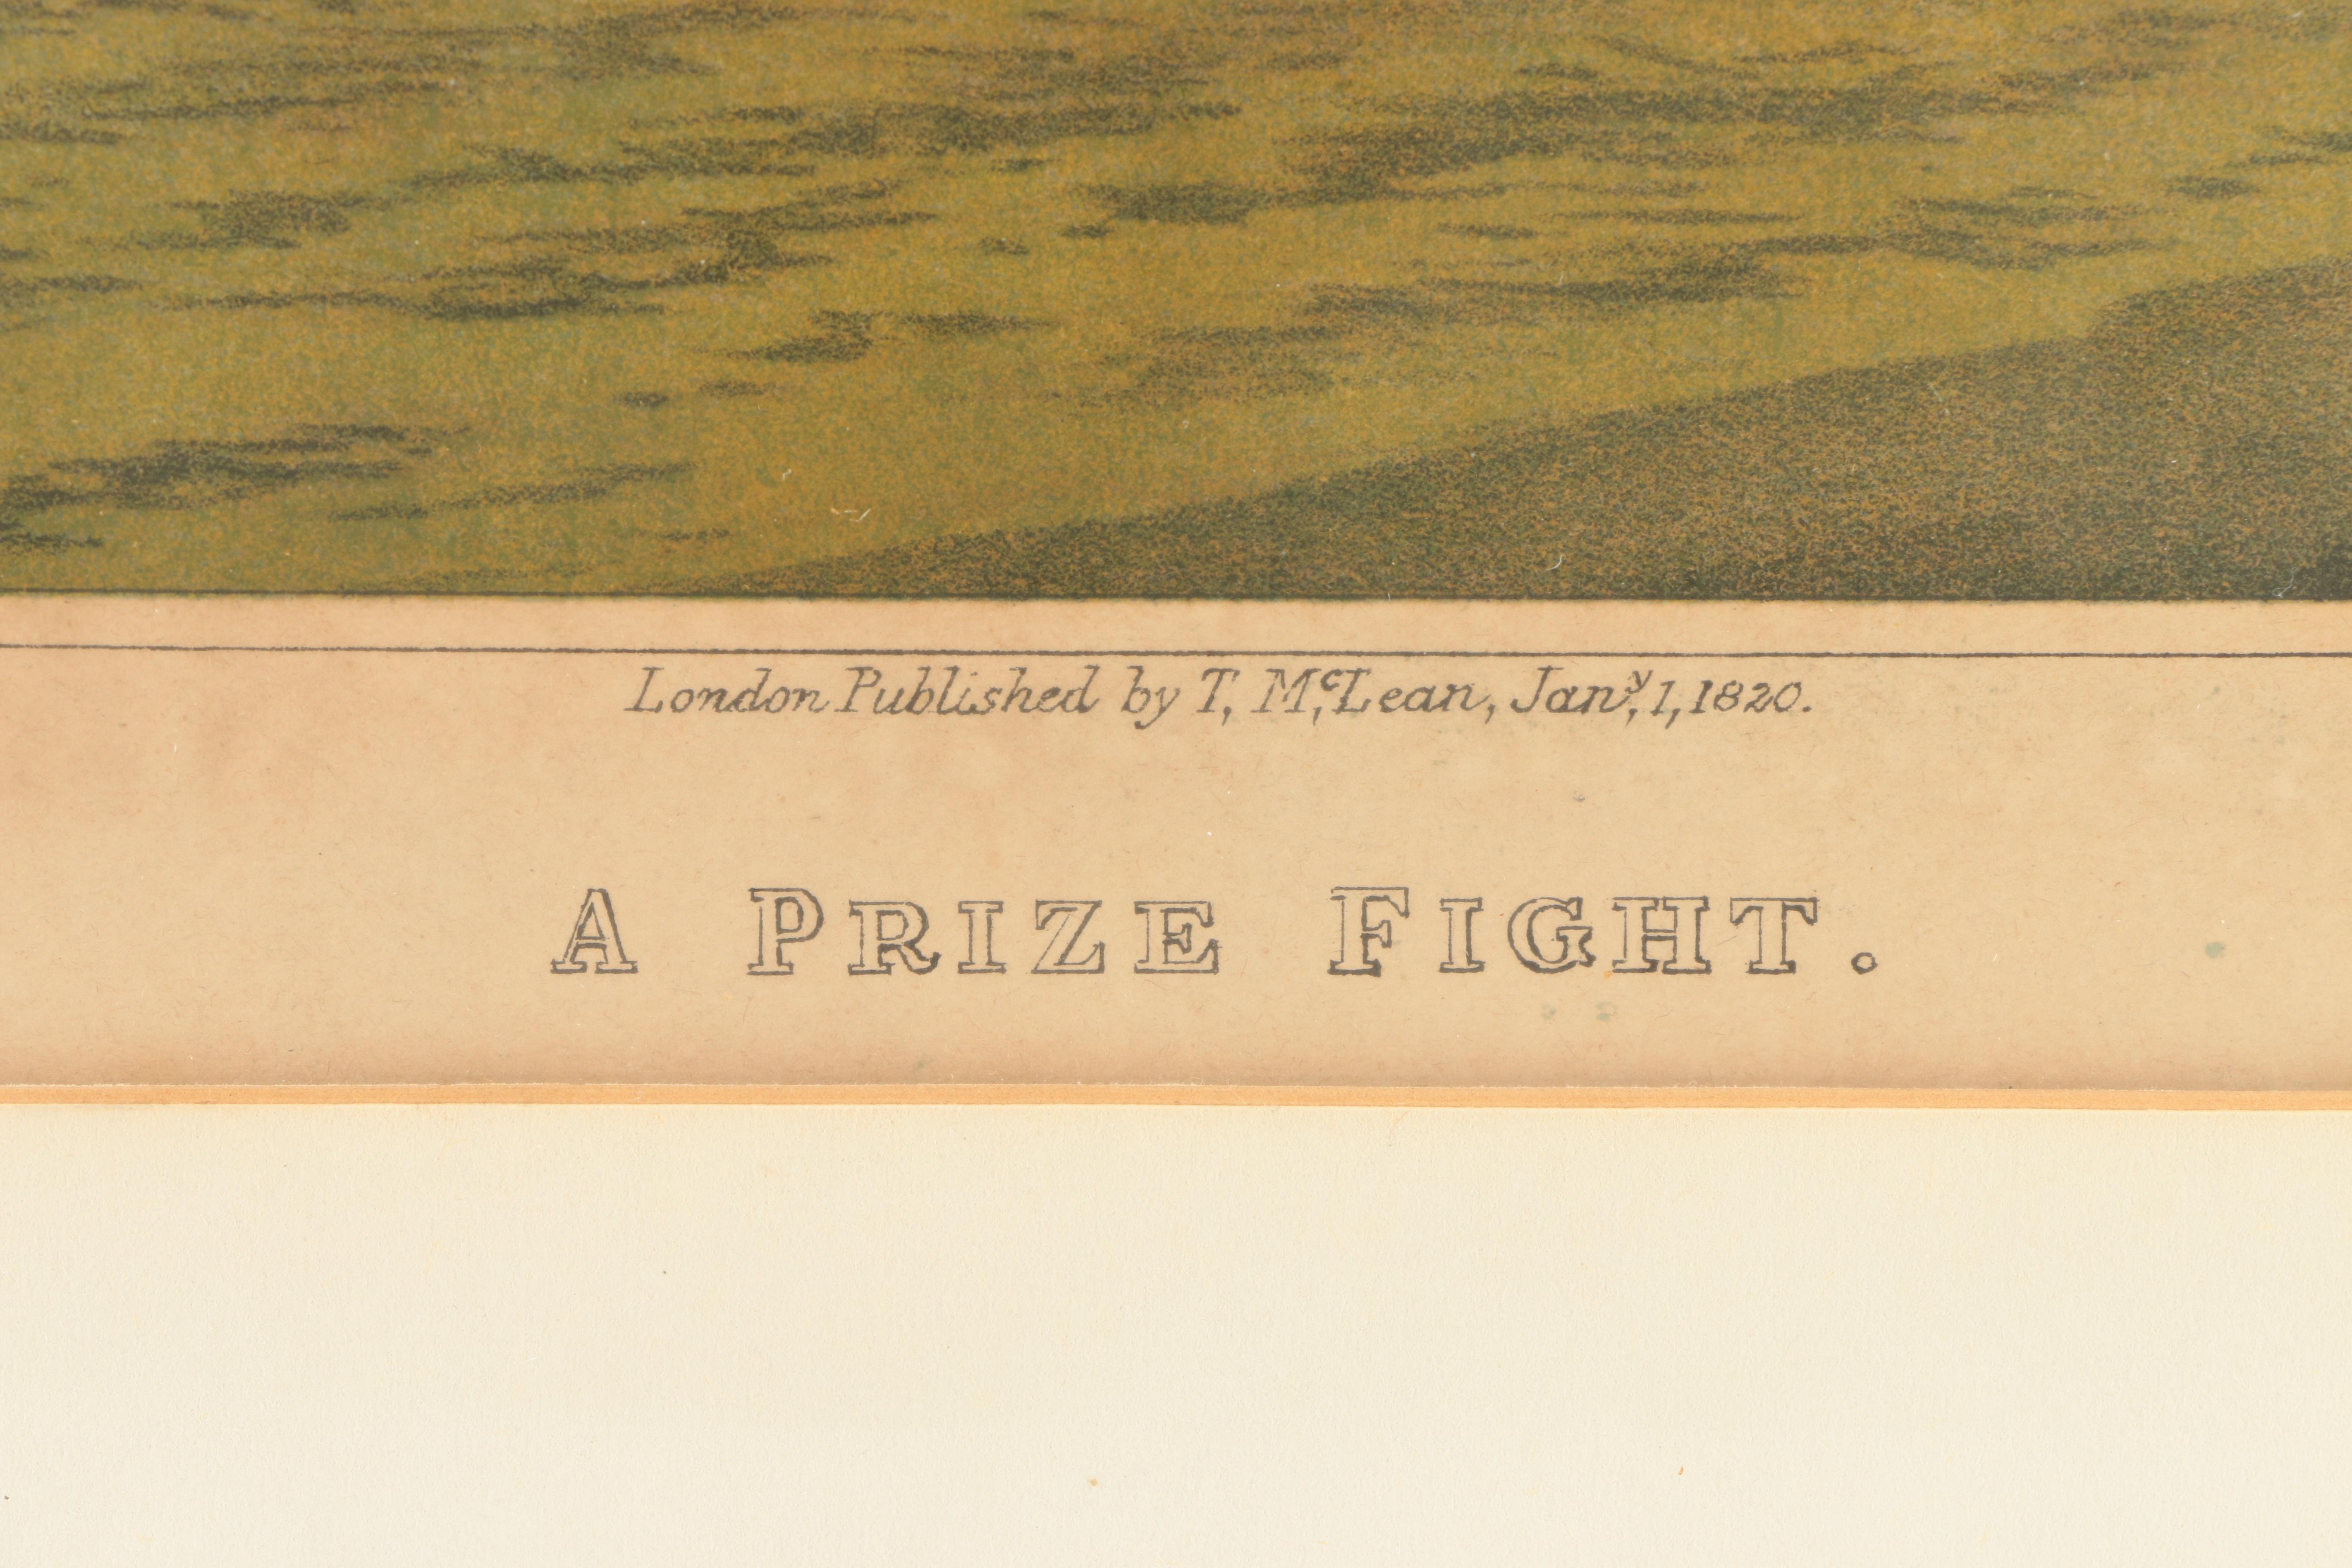 London Published by T, McLean, Jany, 1, 1820.
A PRIZE FIGHT.